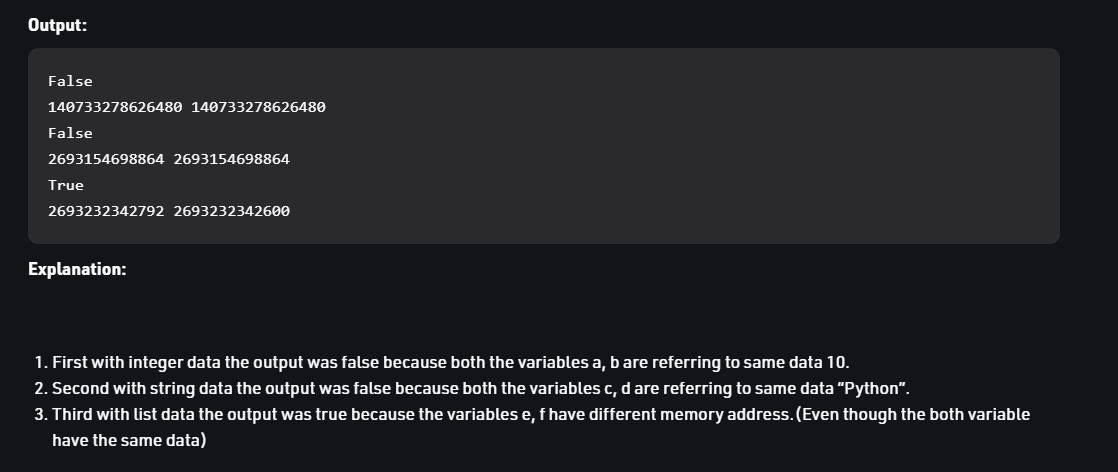 Output:
False
140733278626480 140733278626480
False
2693154698864 2693154698864
True
2693232342792 2693232342600
Explanation:
1. First with integer data the output was false because both the variables a, b are referring to same data 10.
2. Second with string data the output was false because both the variables c, d are referring to same data “Python”.
3. Third with list data the output was true because the variables e, f have different memory address.(Even though the both variable
have the same data)